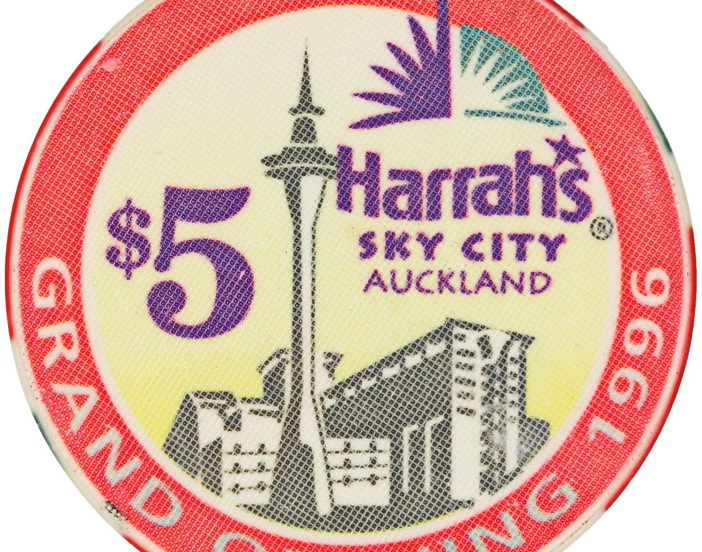 Harrah's®
$5
SKY CITY
AUCKLAND
GRAND 1996